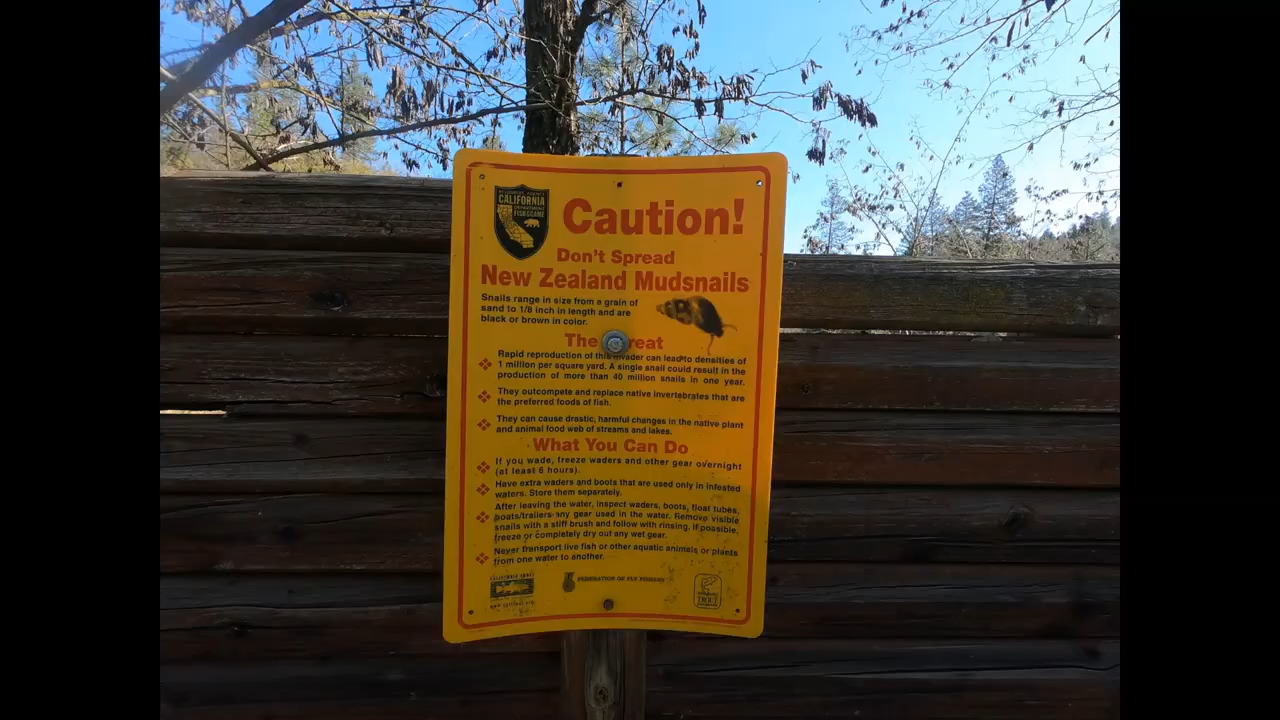 RESOURCES AGENCY
CALIFORNIA
DEPARTMENT
FISH & GAME
Caution!
Don't Spread
New Zealand Mudsnails
Snails range in size from a grain of
sand to 1/8 inch in length and are
black or brown in color.
The reat
Rapid reproduction of this invader can lead to densities of
1 million per square yard. A single snail could result in the
production of more than 40 million snails in one year.
They outcompete and replace native invertebrates that are
the preferred foods of fish.
They can cause drastic, harmful changes in the native plant
and animal food web of streams and lakes.
What You Can Do
If you wade, freeze waders and other gear overnight
(at least 6 hours).
Have extra waders and boots that are used only in infested
waters. Store them separately.
After leaving the water, inspect waders, boots, float tubes,
boats/trailers-any gear used in the water. Remove visible
snails with a stiff brush and follow with rinsing. If possible,
freeze or completely dry out any wet gear.
Never transport live fish or other aquatic animals or plants
from one water to another.
FEDERATION OF FLY FISHERS
TROUT